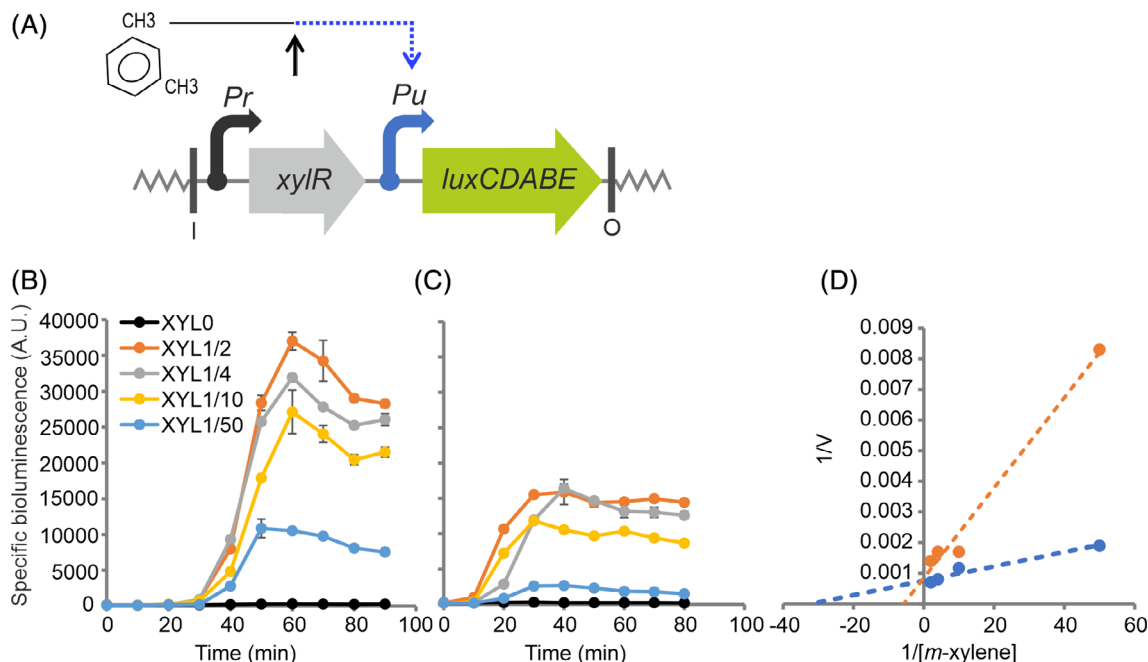 (A)
CH3
CH3
Pr
Pu
xylR
luxCDABE
I
O
(B)
(C)
(D)
Specific bioluminescence (A.U.)
40000
35000
30000
25000
20000
15000
10000
5000
0
XYL0
XYL1/2
XYL1/4
XYL1/10
XYL1/50
0 20 40 60 80 100
Time (min)
0 20 40 60 80 100
Time (min)
1/V
0.009
0.008
0.007
0.006
0.005
0.004
0.003
0.002
0.001
-40 -20 0 20 40 60
1/[m-xylene]